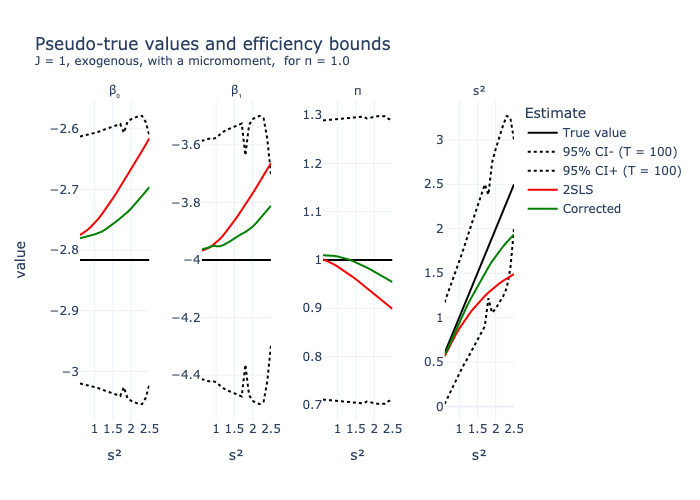 Pseudo-true values and efficiency bounds
J = 1, exogenous, with a micromoment,  for π = 1.0
β₀ β₁ π s²
Estimate
True value
95% CI- (T = 100)
95% CI+ (T = 100)
2SLS
Corrected
value
−2.6
−2.7
−2.8
−2.9
−3
−3.6
−3.8
−4
−4.2
−4.4
1.3
1.2
1.1
1
0.9
0.8
0.7
3
2.5
2
1.5
1
0.5
0
1 1.5 2 2.5 1 1.5 2 2.5 1 1.5 2 2.5 1 1.5 2 2.5
s² s² s² s²